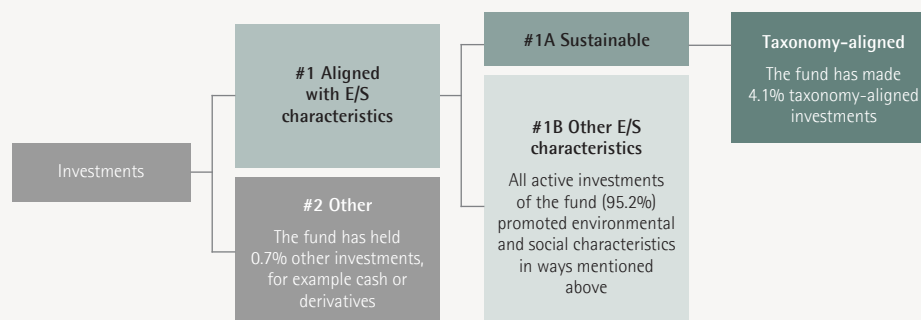 Investments
#1 Aligned
with E/S
characteristics
#2 Other
The fund has held
0.7% other investments,
for example cash or
derivatives
#1A Sustainable
#1B Other E/S
characteristics
All active investments
of the fund (95.2%)
promoted environmental
and social characteristics
in ways mentioned
above
Taxonomy-aligned
The fund has made
4.1% taxonomy-aligned
investments